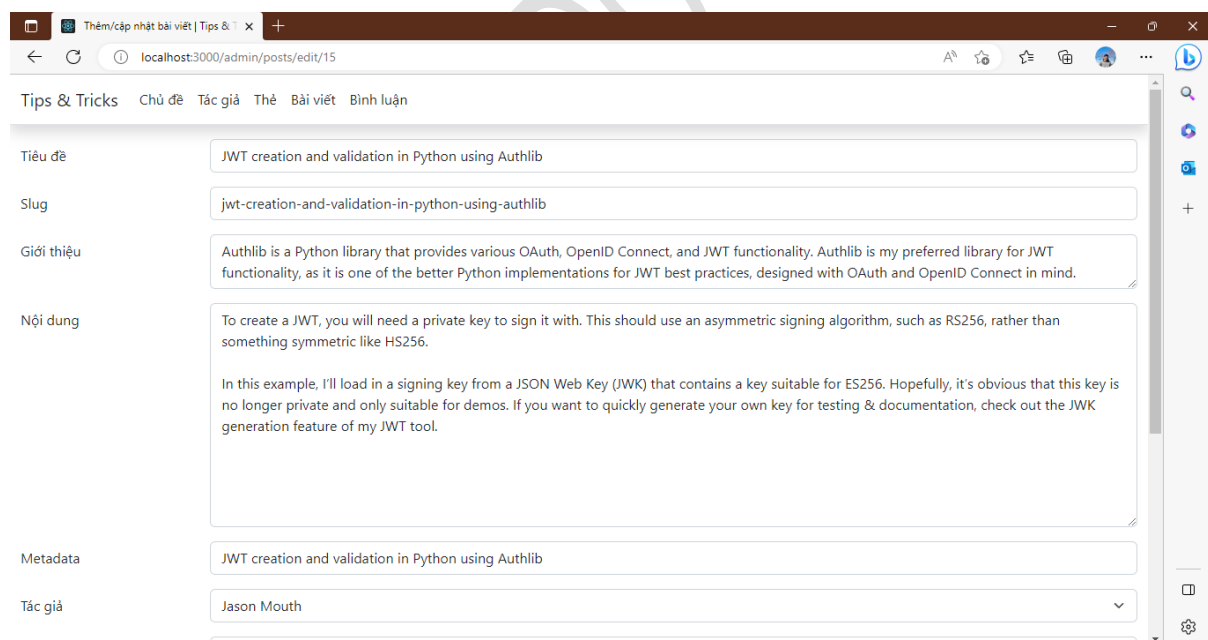 Thêm/cập nhật bài viết | Tips & T
localhost:3000/admin/posts/edit/15
Tips & Tricks Chủ đề Tác giả Thẻ Bài viết Bình luận
Tiêu đề JWT creation and validation in Python using Authlib
Slug jwt-creation-and-validation-in-python-using-authlib
Giới thiệu Authlib is a Python library that provides various OAuth, OpenID Connect, and JWT functionality. Authlib is my preferred library for JWT
functionality, as it is one of the better Python implementations for JWT best practices, designed with OAuth and OpenID Connect in mind.
Nội dung To create a JWT, you will need a private key to sign it with. This should use an asymmetric signing algorithm, such as RS256, rather than
something symmetric like HS256.
In this example, I’ll load in a signing key from a JSON Web Key (JWK) that contains a key suitable for ES256. Hopefully, it’s obvious that this key is
no longer private and only suitable for demos. If you want to quickly generate your own key for testing & documentation, check out the JWK
generation feature of my JWT tool.
Metadata JWT creation and validation in Python using Authlib
Tác giả Jason Mouth